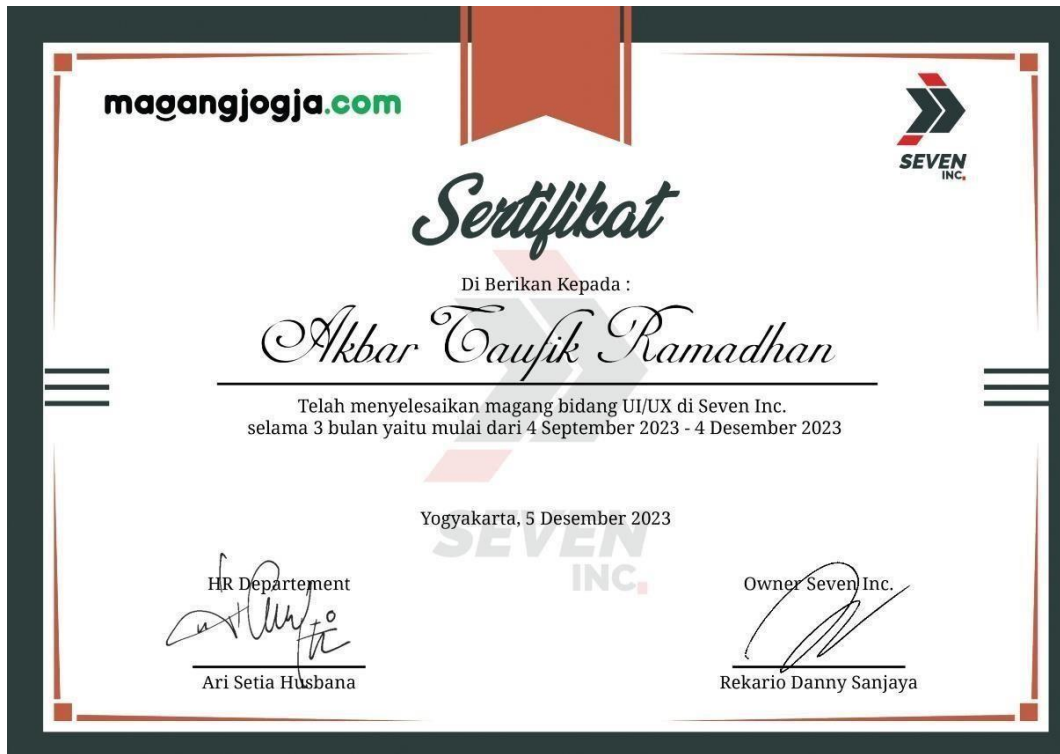 magangjogja.com
SEVEN
INC.
Sertifikat
Di Berikan Kepada :
Akbar Taufik Ramadhan
Telah menyelesaikan magang bidang UI/UX di Seven Inc.
selama 3 bulan yaitu mulai dari 4 September 2023 - 4 Desember 2023
Yogyakarta, 5 Desember 2023
SEVEN
INC.
HR Departement
Owner Seven Inc.
Ari Setia Husbana
Rekario Danny Sanjaya